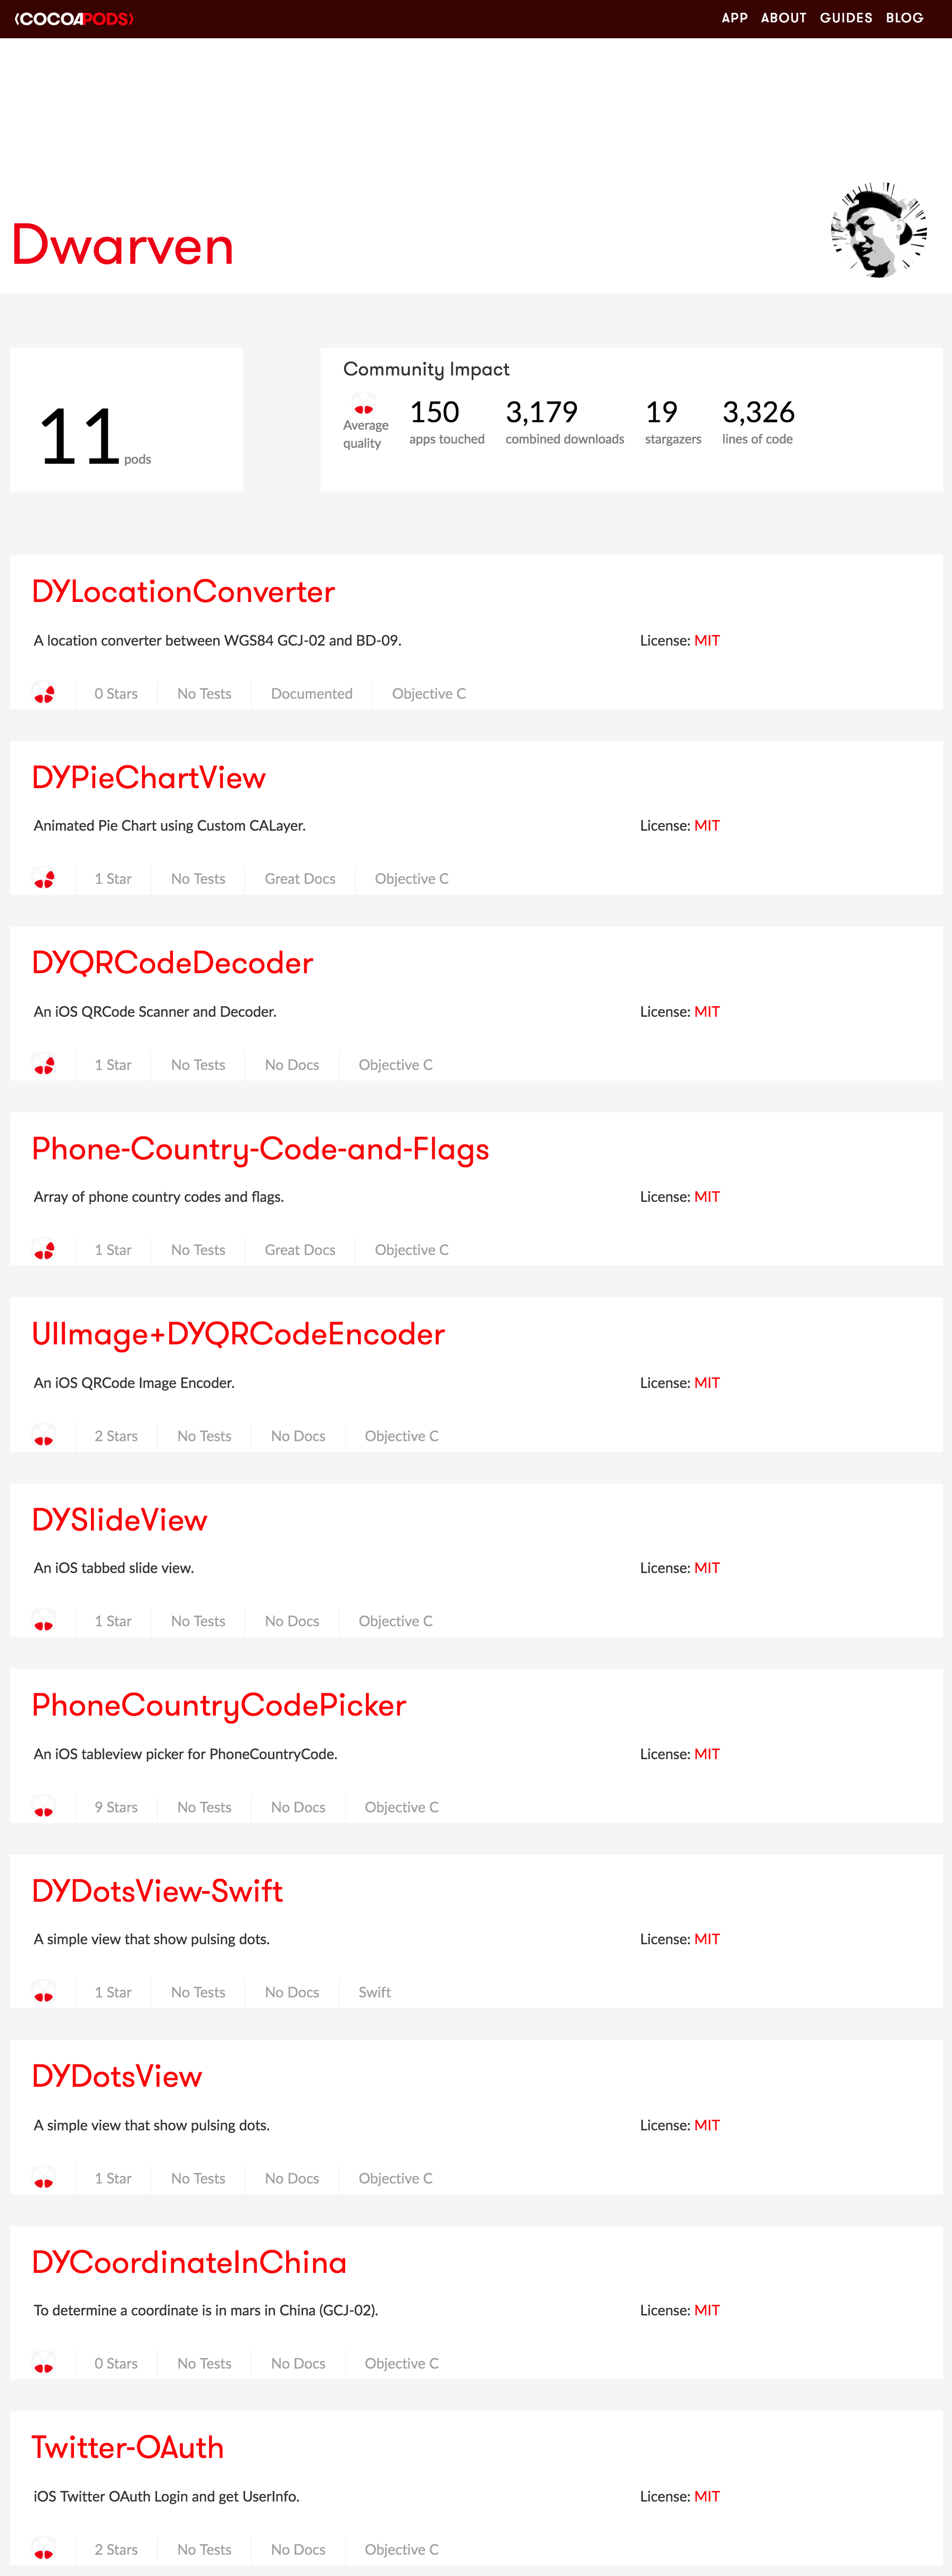 COCOAPODS
APP ABOUT GUIDES BLOG
Dwarven
11 pods
Community Impact
Average quality
150 apps touched
3,179 combined downloads
19 stargazers
3,326 lines of code
DYLocationConverter
A location converter between WGS84 GCJ-02 and BD-09. License: MIT
0 Stars No Tests Documented Objective C
DYPieChartView
Animated Pie Chart using Custom CALayer. License: MIT
1 Star No Tests Great Docs Objective C
DYQRCodeDecoder
An iOS QRCode Scanner and Decoder. License: MIT
1 Star No Tests No Docs Objective C
Phone-Country-Code-and-Flags
Array of phone country codes and flags. License: MIT
1 Star No Tests Great Docs Objective C
UIImage+DYQRCodeEncoder
An iOS QRCode Image Encoder. License: MIT
2 Stars No Tests No Docs Objective C
DYSlideView
An iOS tabbed slide view. License: MIT
1 Star No Tests No Docs Objective C
PhoneCountryCodePicker
An iOS tableview picker for PhoneCountryCode. License: MIT
9 Stars No Tests No Docs Objective C
DYDotsView-Swift
A simple view that show pulsing dots. License: MIT
1 Star No Tests No Docs Swift
DYDotsView
A simple view that show pulsing dots. License: MIT
1 Star No Tests No Docs Objective C
DYCoordinateInChina
To determine a coordinate is in mars in China (GCJ-02). License: MIT
0 Stars No Tests No Docs Objective C
Twitter-OAuth
iOS Twitter OAuth Login and get UserInfo. License: MIT
2 Stars No Tests No Docs Objective C